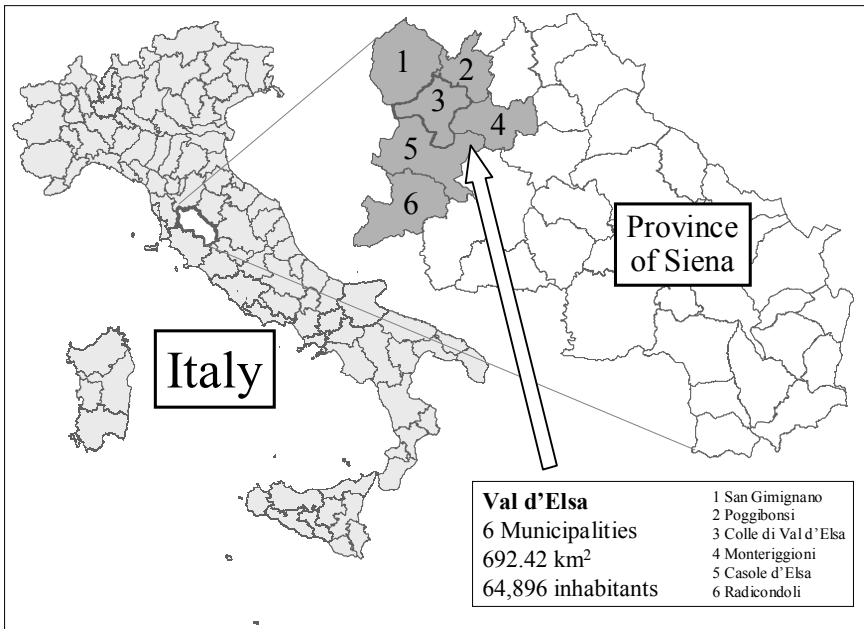 1
2
3
4
5
6
Province
of Siena
Italy
Val d’Elsa
6 Municipalities
692.42 km²
64,896 inhabitants
1 San Gimignano
2 Poggibonsi
3 Colle di Val d’Elsa
4 Monteriggioni
5 Casole d’Elsa
6 Radicondoli